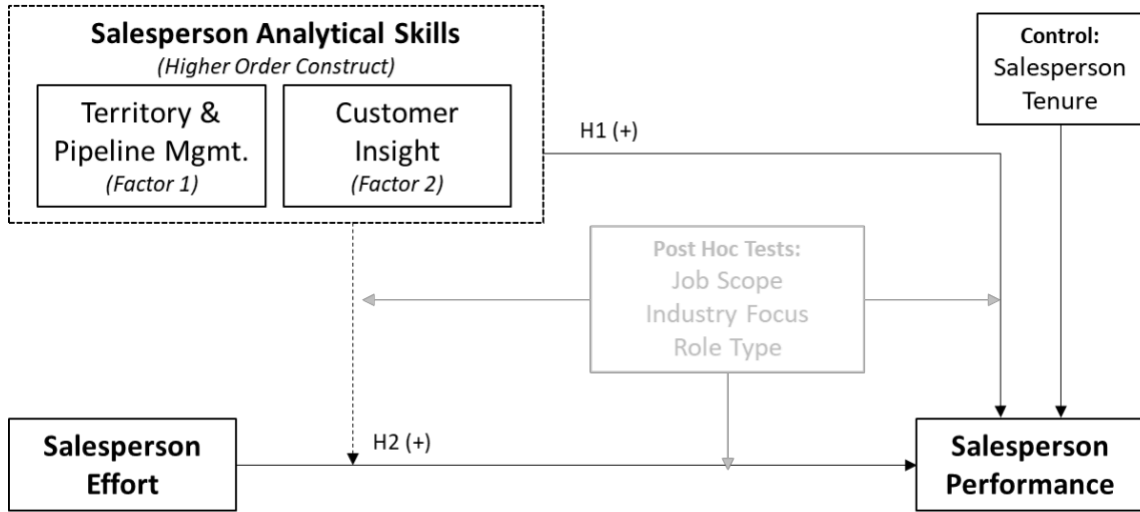 Salesperson Analytical Skills
(Higher Order Construct)
Territory &
Pipeline Mgmt.
(Factor 1)
Customer
Insight
(Factor 2)
H1 (+)
Control:
Salesperson
Tenure
Post Hoc Tests:
Job Scope
Industry Focus
Role Type
Salesperson
Effort
H2 (+)
Salesperson
Performance